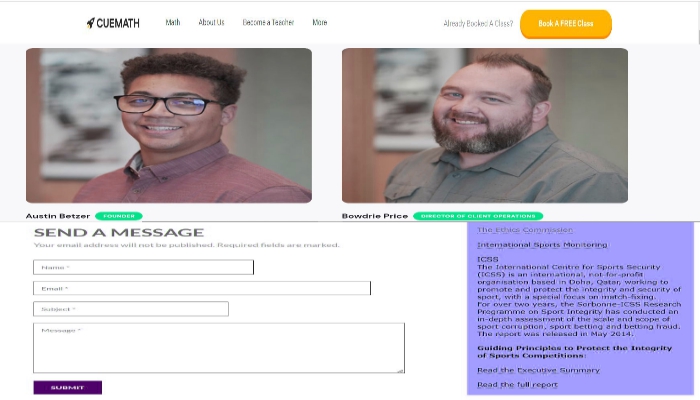 CUEMATH
Math
About Us
Become a Teacher
More
Already Booked A Class?
Book A FREE Class
Austin Betzer FOUNDER
Bowdrie Price DIRECTOR OF CLIENT OPERATIONS
SEND A MESSAGE
Your email address will not be published. Required fields are marked.
Name *
Email *
Subject *
Message *
SUBMIT
The Ethics Commission
International Sports Monitoring
ICSS
The International Centre for Sports Security
(ICSS) is an international, not-for-profit
organisation based in Doha, Qatar, working to
promote and protect the integrity and security of
sport, with a special focus on match-fixing.
For over two years, the Sorbonne-ICSS Research
Programme on Sport Integrity has conducted an
in-depth assessment of the scale and scope of
sport corruption, sport betting and betting fraud.
The report was released in May 2014.
Guiding Principles to Protect the Integrity
of Sports Competitions:
Read the Executive Summary
Read the full report